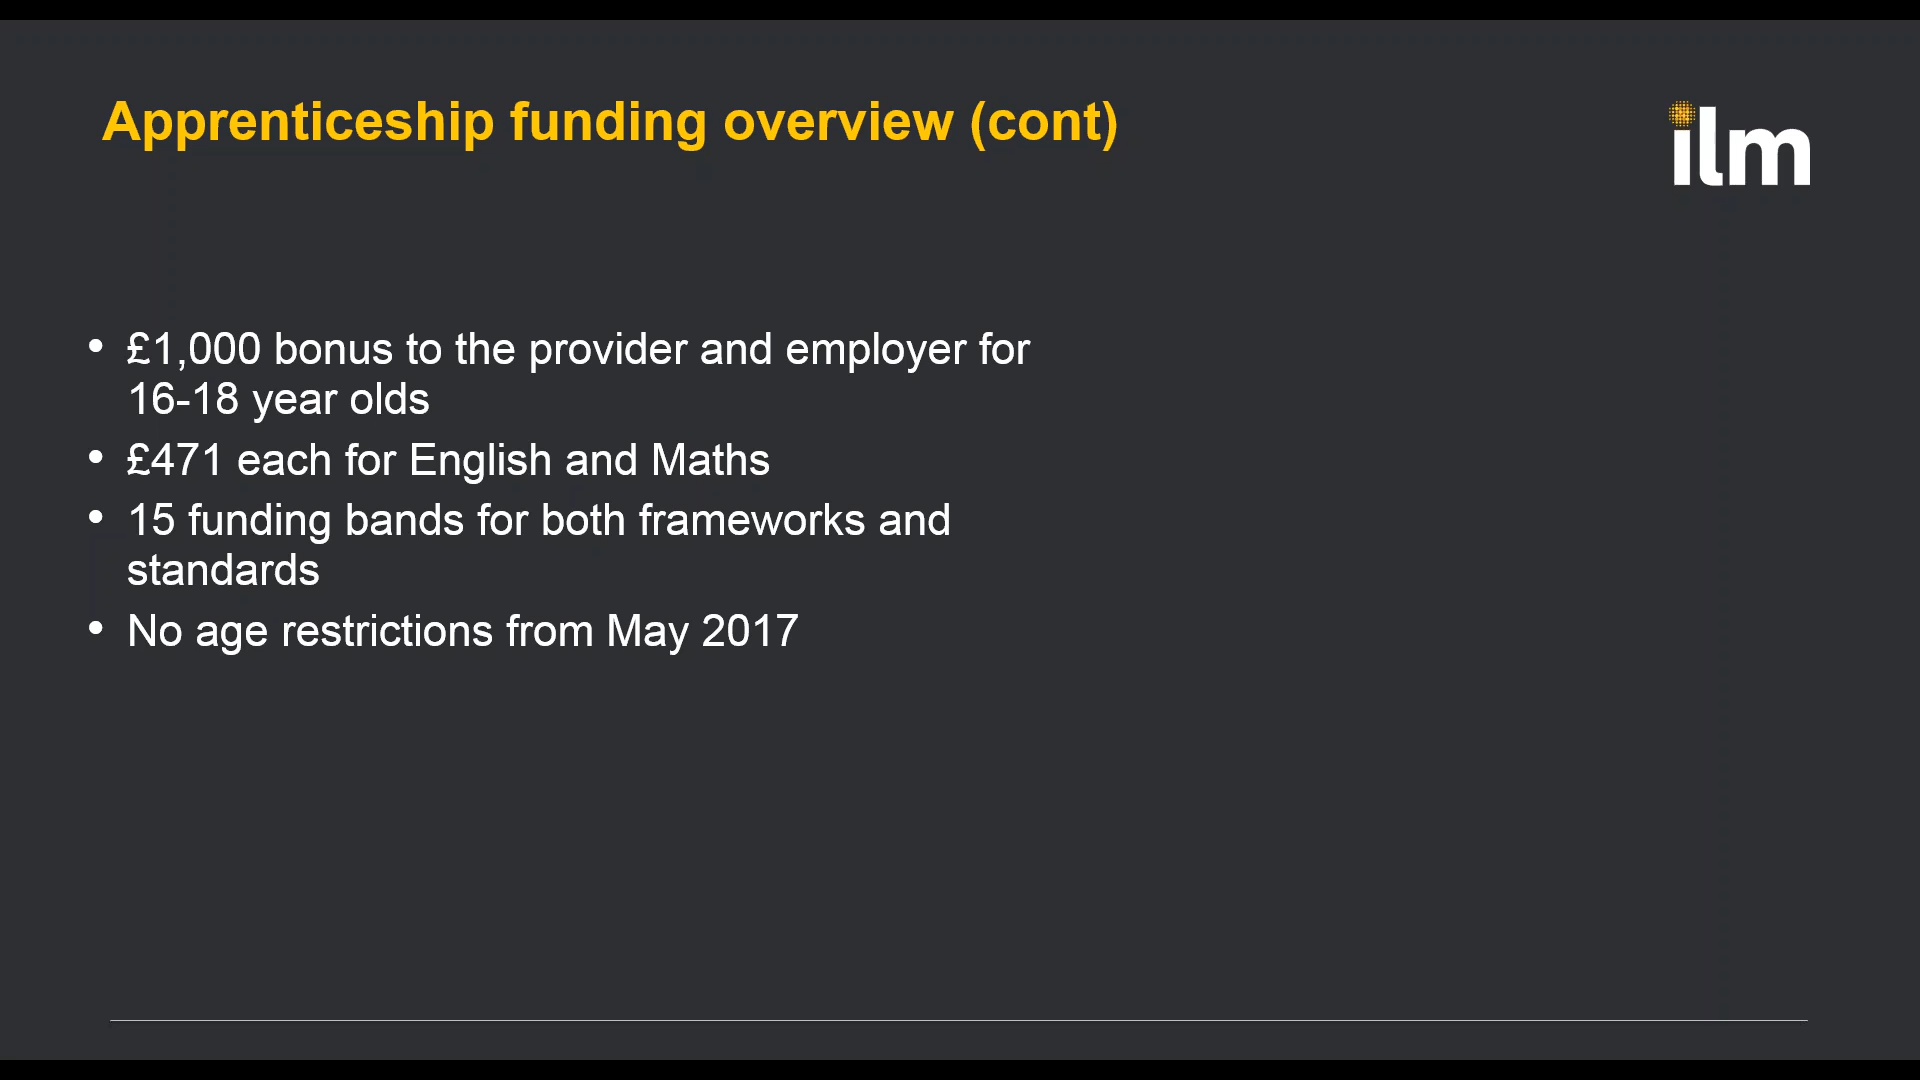 Apprenticeship funding overview (cont)
ilm
• £1,000 bonus to the provider and employer for
16-18 year olds
• £471 each for English and Maths
• 15 funding bands for both frameworks and
standards
• No age restrictions from May 2017